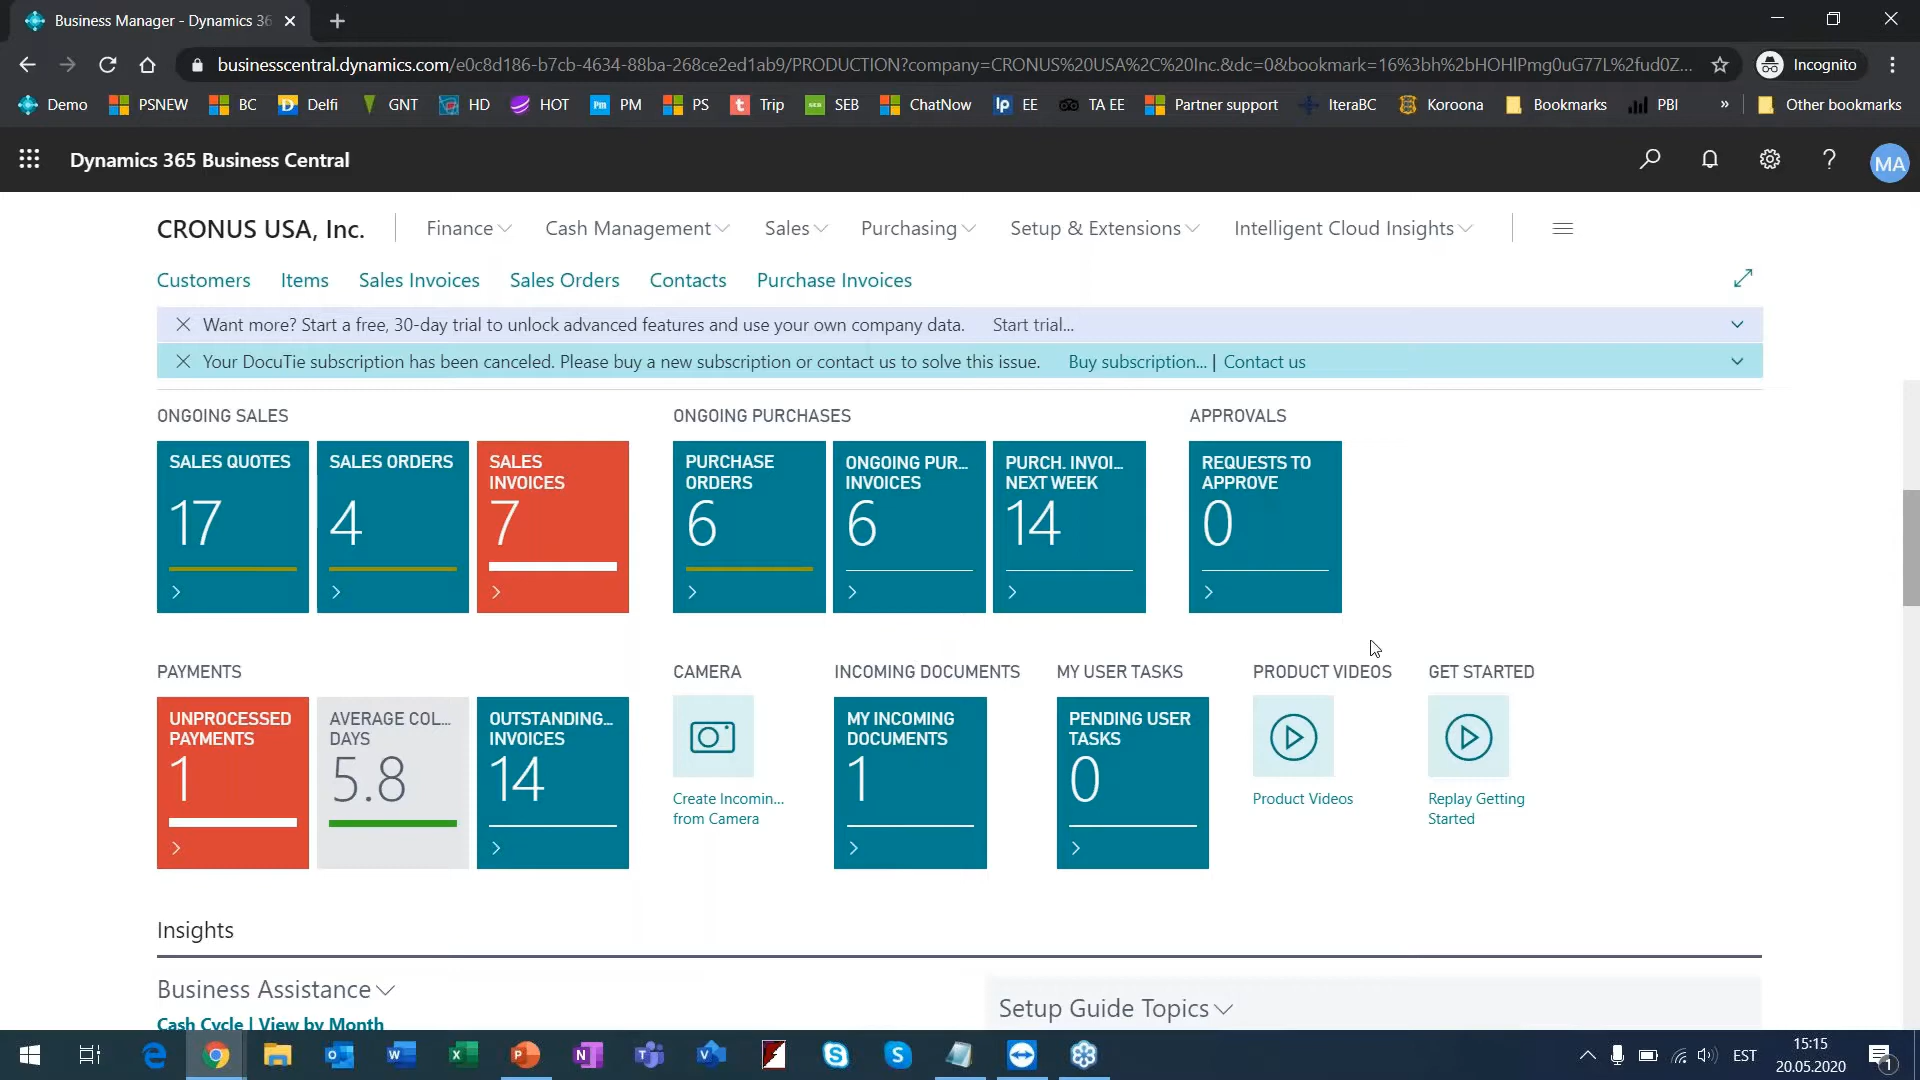 Business Manager - Dynamics 36
businesscentral.dynamics.com/e0c8d186-b7cb-4634-88ba-268ce2ed1ab9/PRODUCTION?company=CRONUS%20USA%2C%20Inc.&dc=0&bookmark=16%3bh%2bHOHlPmg0uG77L%2fud0Z...
Incognito
Demo PSNEW BC Delfi GNT HD HOT PM PS Trip SEB ChatNow EE TA EE Partner support IteraBC Koroona Bookmarks PBI » Other bookmarks
Dynamics 365 Business Central
? MA
CRONUS USA, Inc. Finance Cash Management Sales Purchasing Setup & Extensions Intelligent Cloud Insights
Customers Items Sales Invoices Sales Orders Contacts Purchase Invoices
Want more? Start a free, 30-day trial to unlock advanced features and use your own company data. Start trial...
Your DocuTie subscription has been canceled. Please buy a new subscription or contact us to solve this issue. Buy subscription... | Contact us
ONGOING SALES ONGOING PURCHASES APPROVALS
SALES QUOTES
17
SALES ORDERS
4
SALES
INVOICES
7
PURCHASE
ORDERS
6
ONGOING PUR...
INVOICES
6
PURCH. INVOI...
NEXT WEEK
14
REQUESTS TO
APPROVE
0
PAYMENTS CAMERA INCOMING DOCUMENTS MY USER TASKS PRODUCT VIDEOS GET STARTED
UNPROCESSED
PAYMENTS
1
AVERAGE COL...
DAYS
5.8
OUTSTANDING...
INVOICES
14
Create Incomin...
from Camera
MY INCOMING
DOCUMENTS
1
PENDING USER
TASKS
0
Product Videos
Replay Getting
Started
Insights
Business Assistance
Cash Cycle | View by Month
Setup Guide Topics
EST
15:15
20.05.2020
1